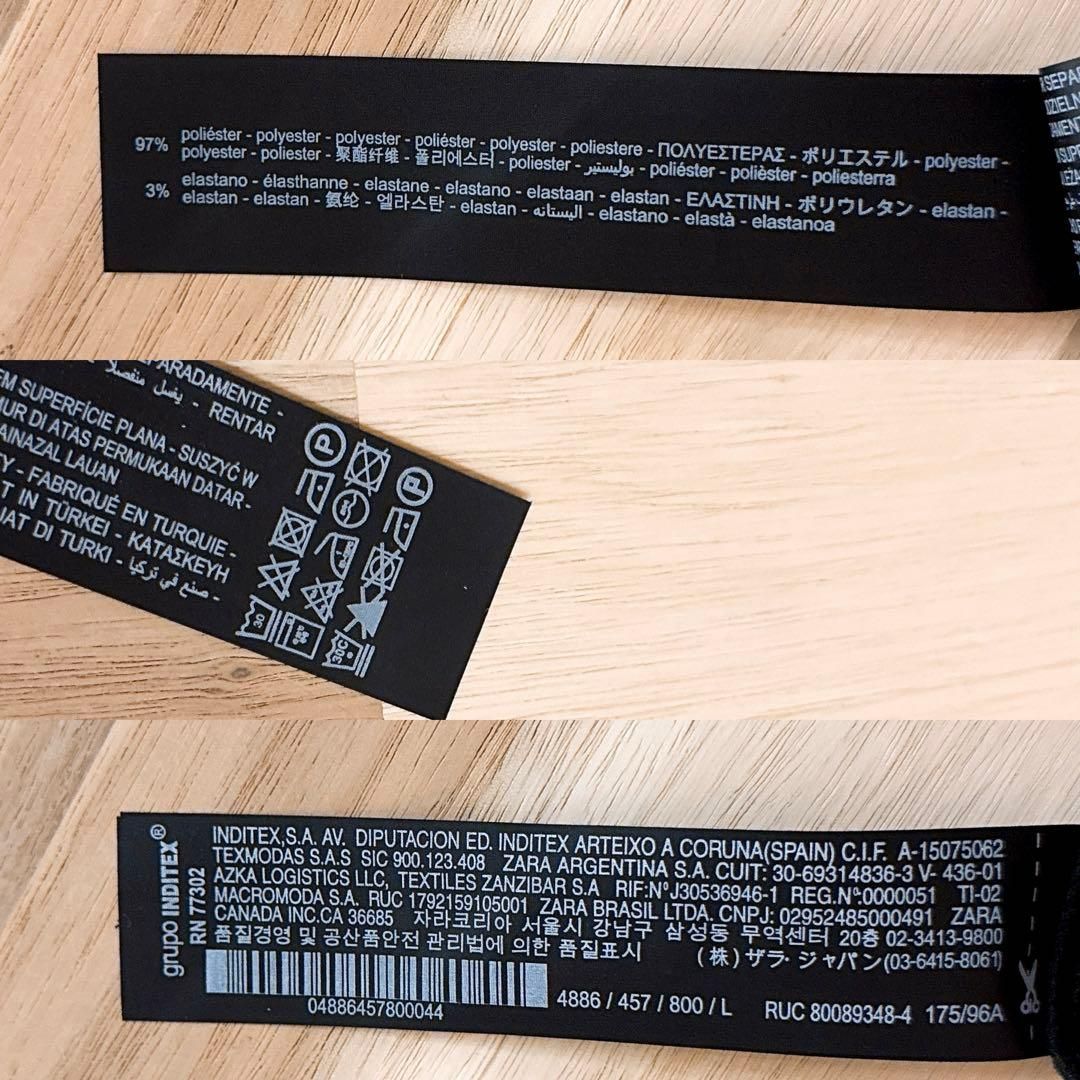 97% poliéster - polyester - polyester - poliéster - polyester - poliestere - ΠΟΛΥΕΣΤΕΡΑΣ - ポリエステル - polyester -
polyester - poliester - 聚酯纤维 - 폴리에스터 - poliester - بوليستير - poliéster - polièster - poliesterra
3% elastano - élasthanne - elastane - elastano - elastaan - elastan - ΕΛΑΣΤΙΝΗ - ポリウレタン - elastan -
elastan - elastan - 氨纶 - 엘라스탄 - elastan - اليستانه - elastano - elastà - elastanoa
SUPERFÍCIE PLANA - SUSZYĆ W
DI ATAS PERMUKAAN DATAR -
LAUAN
- FABRIQUÉ EN TURQUIE -
IN TÜRKEI - ΚΑΤΑΣΚΕΥΗ
DI TURKI - صنع في تركيا -
يغسل منفصلا - RENTAR
P
P
30
30C
grupo INDITEX®
RN 77302
INDITEX,S.A. AV. DIPUTACION ED. INDITEX ARTEIXO A CORUNA(SPAIN) C.I.F. A-15075062
TEXMODAS S.A.S SIC 900.123.408 ZARA ARGENTINA S.A. CUIT: 30-69314836-3 V- 436-01
AZKA LOGISTICS LLC, TEXTILES ZANZIBAR S.A RIF:Nº J30536946-1 REG.Nº:0000051 TI-02
MACROMODA S.A. RUC 1792159105001 ZARA BRASIL LTDA. CNPJ: 02952485000491 ZARA
CANADA INC.CA 36685 자라코리아 서울시 강남구 삼성동 무역센터 20층 02-3413-9800
품질경영 및 공산품안전 관리법에 의한 품질표시 (株)ザラ・ジャパン(03-6415-8061)
04886457800044
4886 / 457 / 800 / L RUC 80089348-4 175/96A